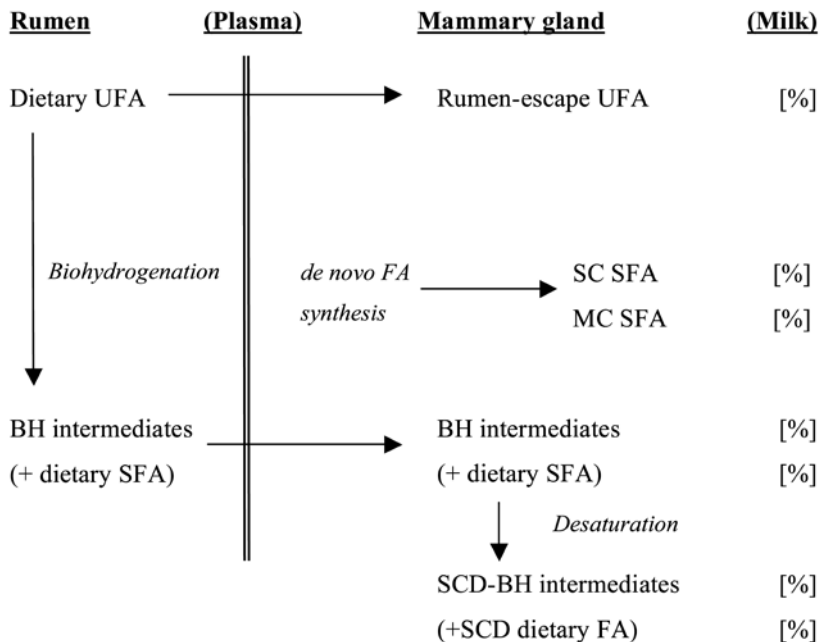 Rumen (Plasma) Mammary gland (Milk)
Dietary UFA Rumen-escape UFA [%]
Biohydrogenation de novo FA SC SFA [%]
synthesis MC SFA [%]
BH intermediates BH intermediates [%]
(+ dietary SFA) (+ dietary SFA) [%]
Desaturation
SCD-BH intermediates [%]
(+SCD dietary FA) [%]